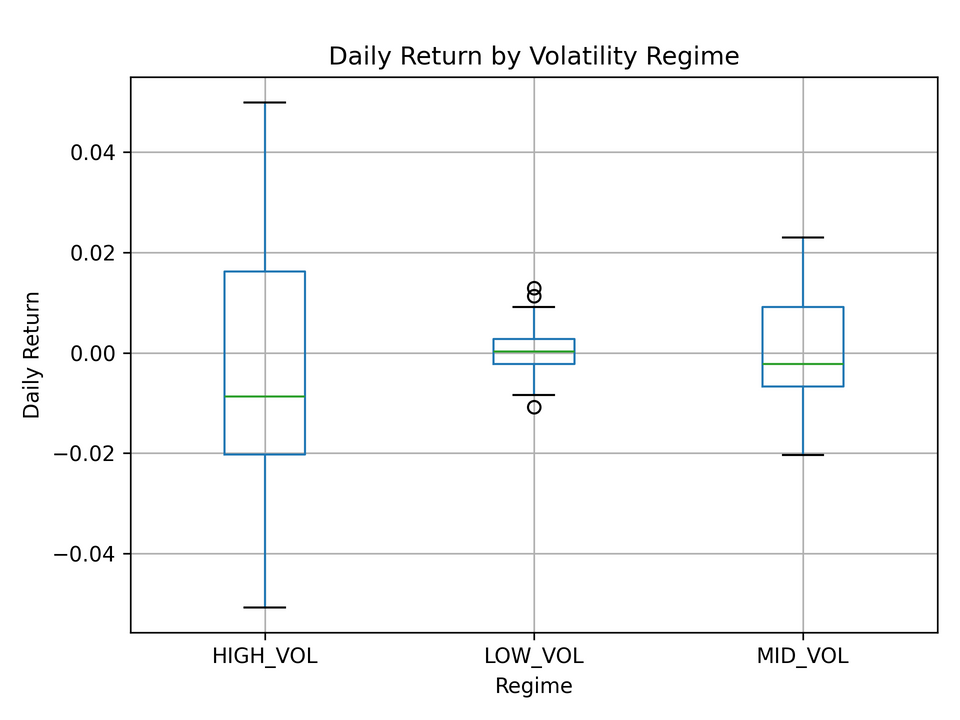 Daily Return by Volatility Regime
Daily Return
0.04
0.02
0.00
−0.02
−0.04
HIGH_VOL LOW_VOL MID_VOL
Regime